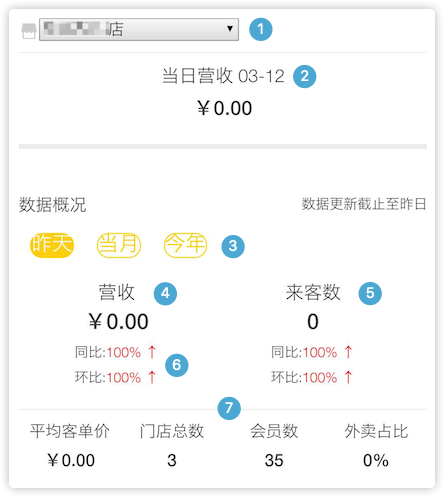 店 ▼ 1
当日营收 03-12 2
￥0.00
数据概况 数据更新截止至昨日
昨天 当月 今年 3
营收 4 来客数 5
￥0.00 0
同比:100% ↑ 同比:100% ↑
6
环比:100% ↑ 环比:100% ↑
7
平均客单价 门店总数 会员数 外卖占比
￥0.00 3 35 0%